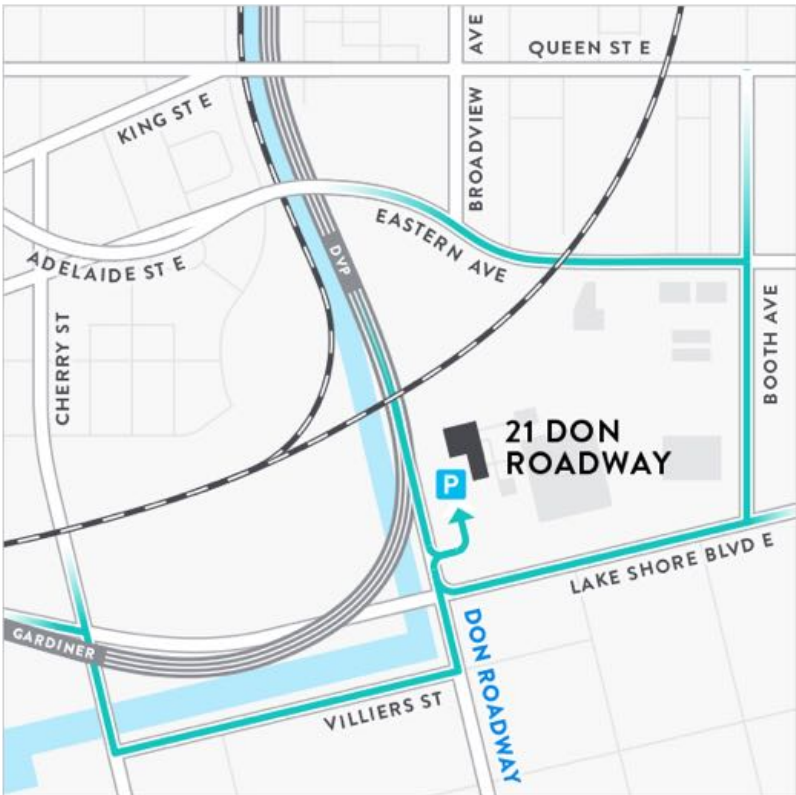 QUEEN ST E
BROADVIEW AVE
KING ST E
EASTERN AVE
ADELAIDE ST E
DVP
CHERRY ST
BOOTH AVE
21 DON
ROADWAY
P
LAKE SHORE BLVD E
GARDINER
DON ROADWAY
VILLIERS ST